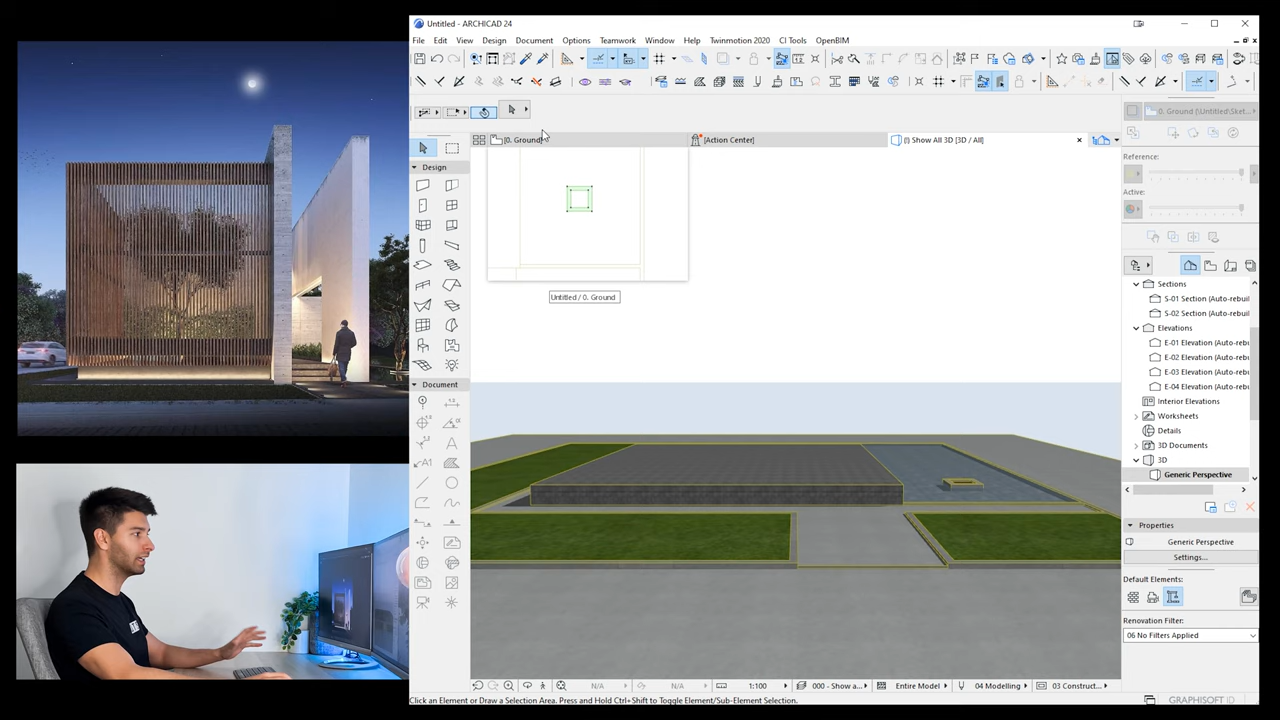 Untitled - ARCHICAD 24
File Edit View Design Document Options Teamwork Window Help Twinmotion 2020 CI Tools OpenBIM
0. Ground (\Untitled\Sket...
[0. Ground]
[Action Center]
(!) Show All 3D [3D / All]
Design
Untitled / 0. Ground
Document
Reference:
Active:
Sections
S-01 Section (Auto-rebuil
S-02 Section (Auto-rebuil
Elevations
E-01 Elevation (Auto-rebu
E-02 Elevation (Auto-rebu
E-03 Elevation (Auto-rebu
E-04 Elevation (Auto-rebu
Interior Elevations
Worksheets
Details
3D Documents
3D
Generic Perspective
Properties
Generic Perspective
Settings...
Default Elements:
Renovation Filter:
06 No Filters Applied
N/A N/A 1:100 000 - Show a... Entire Model 04 Modelling 03 Construct...
Click an Element or Draw a Selection Area. Press and Hold Ctrl+Shift to Toggle Element/Sub-Element Selection.
GRAPHISOFT ID